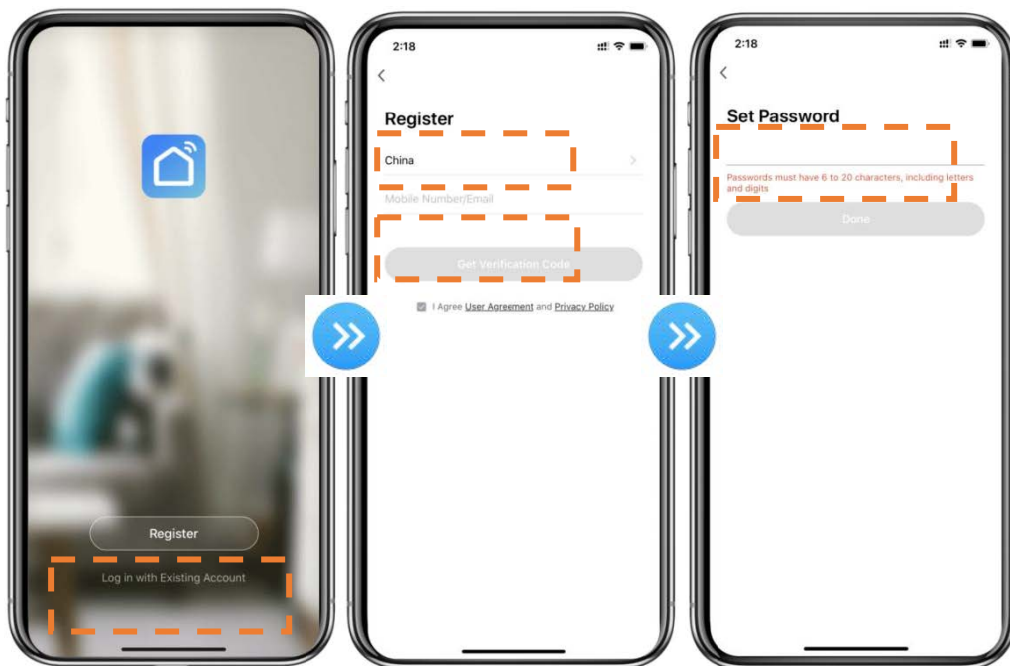 Register
Log in with Existing Account
2:18
Register
China
Mobile Number/Email
Get Verification Code
I Agree User Agreement and Privacy Policy
2:18
Set Password
Passwords must have 6 to 20 characters, including letters
and digits
Done